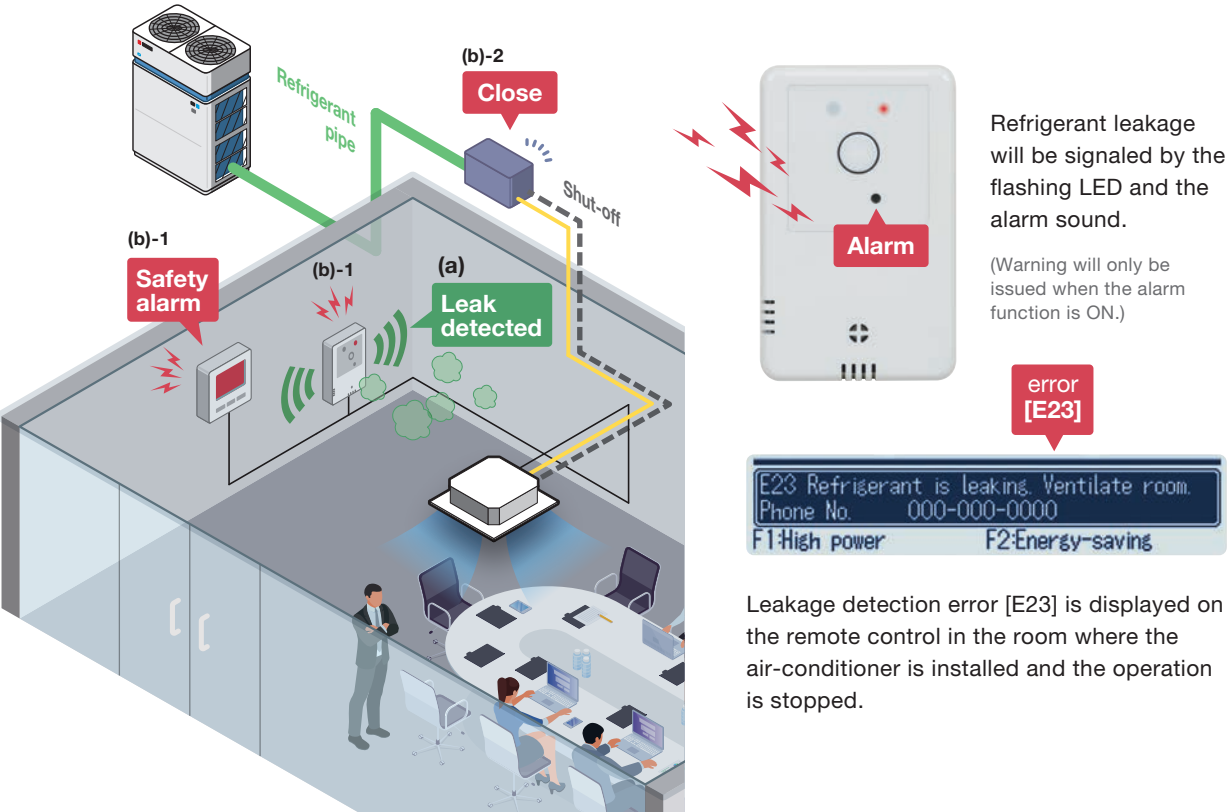 (b)-2
Close
Refrigerant
pipe
Shut-off
(b)-1
Safety
alarm
(b)-1
(a)
Leak
detected
Alarm
Refrigerant leakage
will be signaled by the
flashing LED and the
alarm sound.
(Warning will only be
issued when the alarm
function is ON.)
error
[E23]
E23 Refrigerant is leaking. Ventilate room.
Phone No. 000-000-0000
F1:High power F2:Energy-saving
Leakage detection error [E23] is displayed on
the remote control in the room where the
air-conditioner is installed and the operation
is stopped.